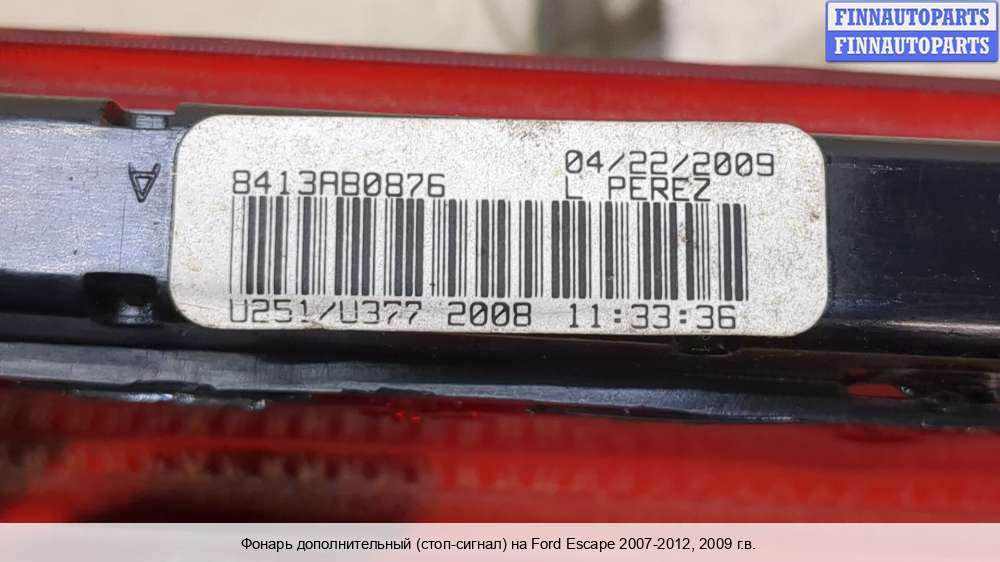 FINNAUTOPARTS
FINNAUTOPARTS
04/22/2009
8413AB0876
L PEREZ
U251/U377 2008 11:33:36
Фонарь дополнительный (стоп-сигнал) на Ford Escape 2007-2012, 2009 г.в.